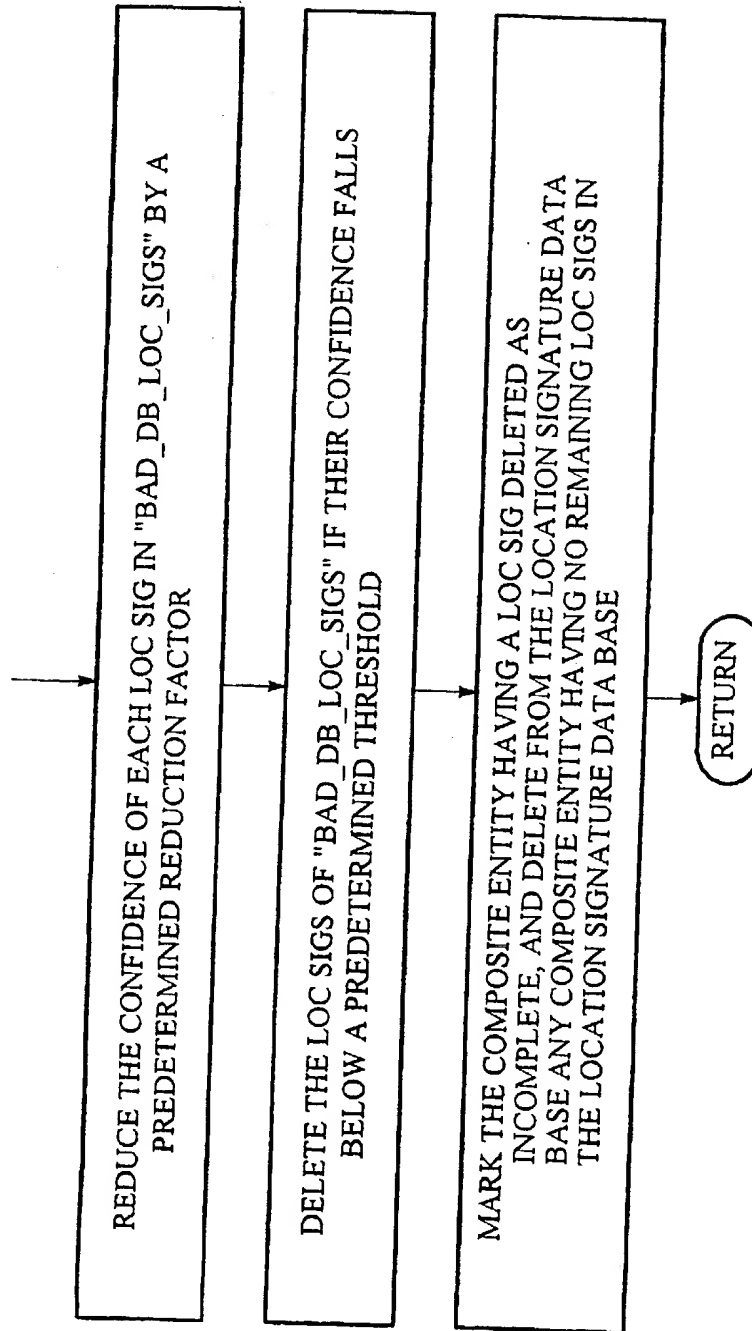 REDUCE THE CONFIDENCE OF EACH LOC SIG IN "BAD_DB_LOC_SIGS" BY A
PREDETERMINED REDUCTION FACTOR
DELETE THE LOC SIGS OF "BAD_DB_LOC_SIGS" IF THEIR CONFIDENCE FALLS
BELOW A PREDETERMINED THRESHOLD
MARK THE COMPOSITE ENTITY HAVING A LOC SIG DELETED AS
INCOMPLETE, AND DELETE FROM THE LOCATION SIGNATURE DATA
BASE ANY COMPOSITE ENTITY HAVING NO REMAINING LOC SIGS IN
THE LOCATION SIGNATURE DATA BASE
RETURN